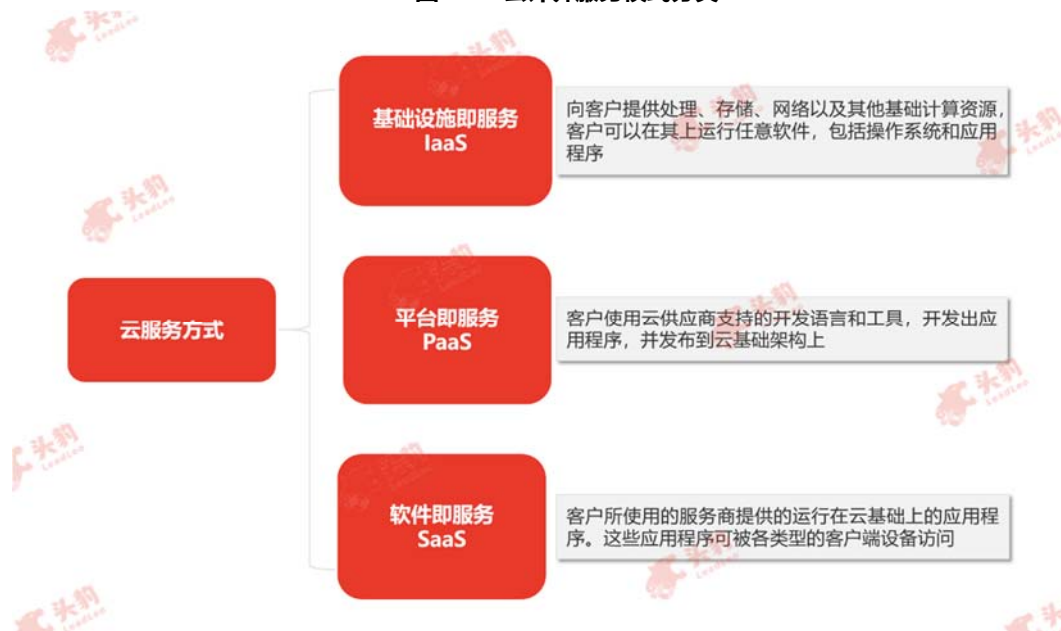 基础设施即服务
IaaS
向客户提供处理、存储、网络以及其他基础计算资源，
客户可以在其上运行任意软件，包括操作系统和应用
程序
云服务方式
平台即服务
PaaS
客户使用云供应商支持的开发语言和工具，开发出应
用程序，并发布到云基础架构上
软件即服务
SaaS
客户所使用的服务商提供的运行在云基础上的应用程
序。这些应用程序可被各类型的客户端设备访问
头豹
LeadLeo